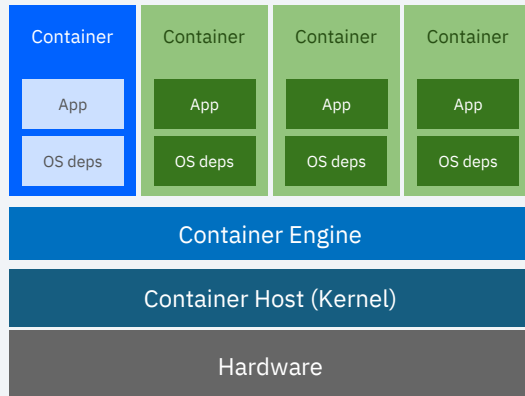 Container
Container
Container
Container
App
App
App
App
OS deps
OS deps
OS deps
OS deps
Container Engine
Container Host (Kernel)
Hardware